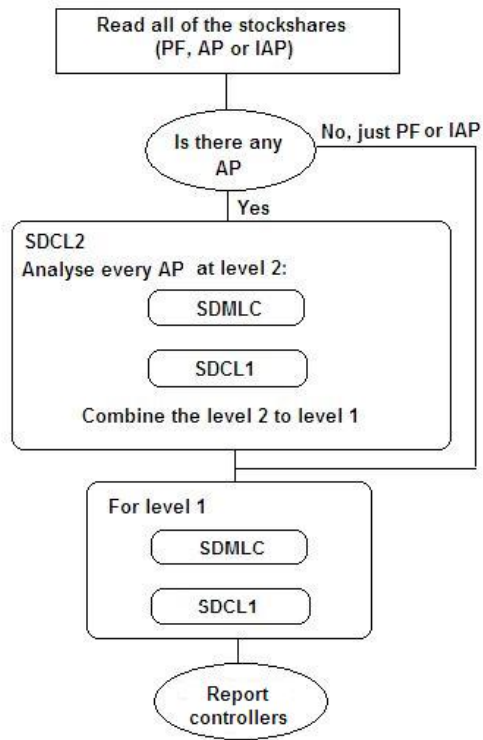 Read all of the stockshares
(PF, AP or IAP)
Is there any
AP
No, just PF or IAP
Yes
SDCL2
Analyse every AP at level 2:
SDMLC
SDCL1
Combine the level 2 to level 1
For level 1
SDMLC
SDCL1
Report
controllers